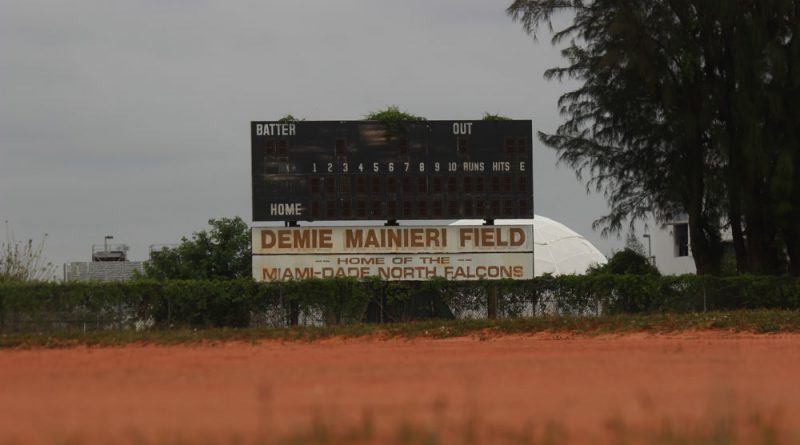 BATTER OUT
1 2 3 4 5 6 7 8 9 10 RUNS HITS E
HOME
DEMIE MAINIERI FIELD
-- HOME OF THE --
MIAMI-DADE NORTH FALCONS